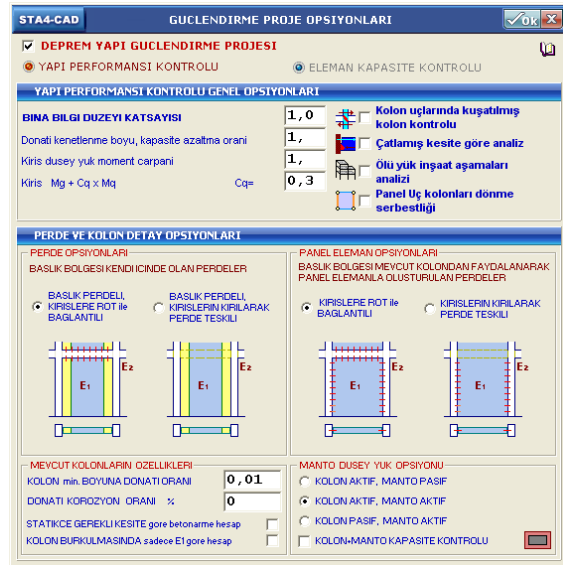 STA4-CAD GUCLENDIRME PROJE OPSIYONLARI Ok X
DEPREM YAPI GUCLENDIRME PROJESI
YAPI PERFORMANSI KONTROLU ELEMAN KAPASITE KONTROLU
YAPI PERFORMANSI KONTROLU GENEL OPSIYONLARI
BINA BILGI DUZEYI KATSAYISI 1,0
Donati kenetlenme boyu, kapasite azaltma orani 1,
Kiris dusey yuk moment carpani 1,
Kiris Mg + Cq x Mq Cq= 0,3
Kolon uçlarında kuşatılmış
kolon kontrolu
Çatlamış kesite göre analiz
Ölü yük inşaat aşamaları
analizi
Panel Uç kolonları dönme
serbestliği
PERDE VE KOLON DETAY OPSIYONLARI
PERDE OPSIYONLARI
BASLIK BOLGESI KENDI ICINDE OLAN PERDELER
BASLIK PERDELI,
KIRISLERE ROT ile
BAGLANTILI
BASLIK PERDELI,
KIRISLERIN KIRILARAK
PERDE TESKILI
E1 E2
E1
PANEL ELEMAN OPSIYONLARI
BASLIK BOLGESI MEVCUT KOLONDAN FAYDALANARAK
PANEL ELEMANLA OLUSTURULAN PERDELER
KIRISLERE ROT ile
BAGLANTILI
KIRISLERIN KIRILARAK
PERDE TESKILI
E1 E2
E1 E2
MEVCUT KOLONLARIN OZELLIKLERI
KOLON min. BOYUNA DONATI ORANI 0,01
DONATI KOROZYON ORANI % 0
STATIKCE GEREKLI KESITE gore betonarme hesap
KOLON BURKULMASINDA sadece E1 gore hesap
MANTO DUSEY YUK OPSIYONU
KOLON AKTIF, MANTO PASIF
KOLON AKTIF, MANTO AKTIF
KOLON PASIF, MANTO AKTIF
KOLON+MANTO KAPASITE KONTROLU